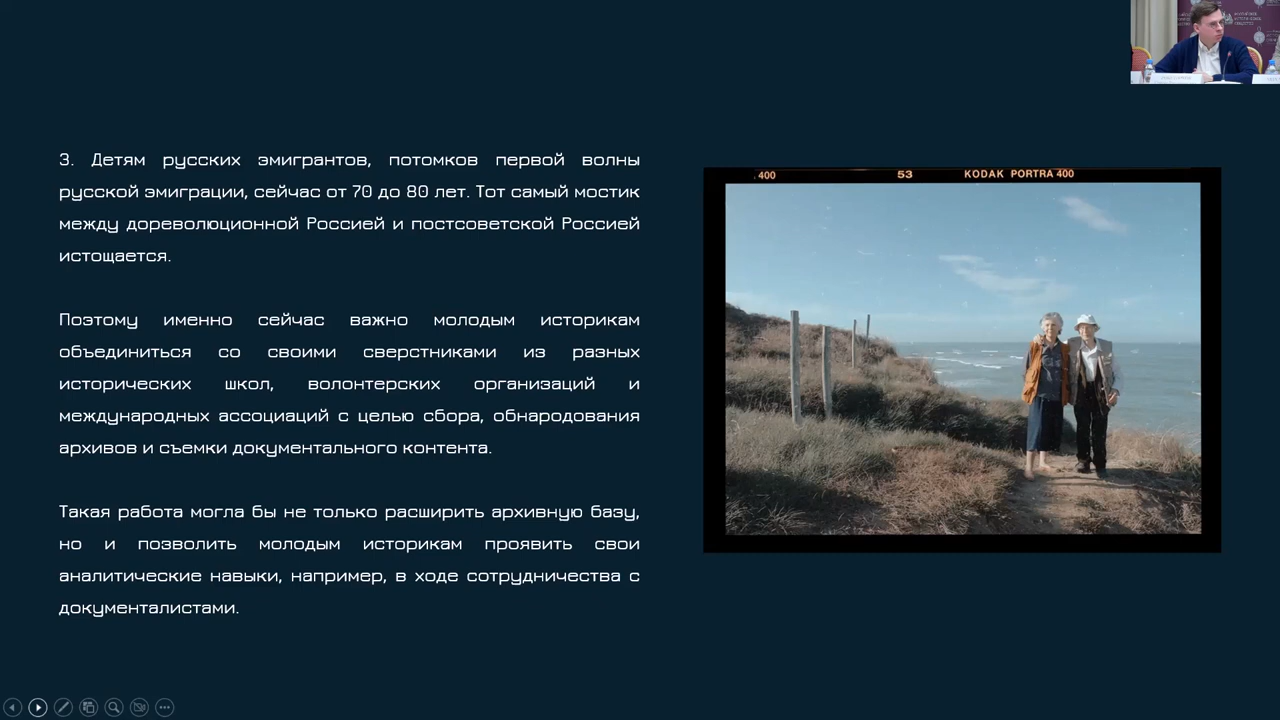 3. Детям русских эмигрантов, потомков первой волны
русской эмиграции, сейчас от 70 до 80 лет. Тот самый мостик
между дореволюционной Россией и постсоветской Россией
истощается.
Поэтому именно сейчас важно молодым историкам
объединиться со своими сверстниками из разных
исторических школ, волонтерских организаций и
международных ассоциаций с целью сбора, обнародования
архивов и съемки документального контента.
Такая работа могла бы не только расширить архивную базу,
но и позволить молодым историкам проявить свои
аналитические навыки, например, в ходе сотрудничества с
документалистами.
400 53 KODAK PORTRA 400